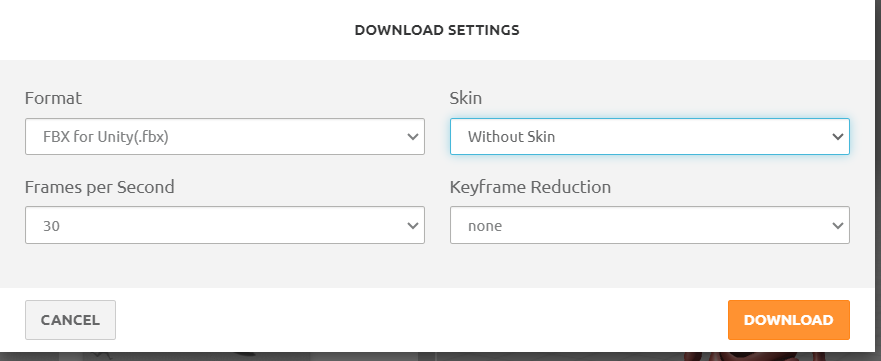 DOWNLOAD SETTINGS
Format
Skin
FBX for Unity(.fbx)
Without Skin
Frames per Second
Keyframe Reduction
30
none
CANCEL
DOWNLOAD